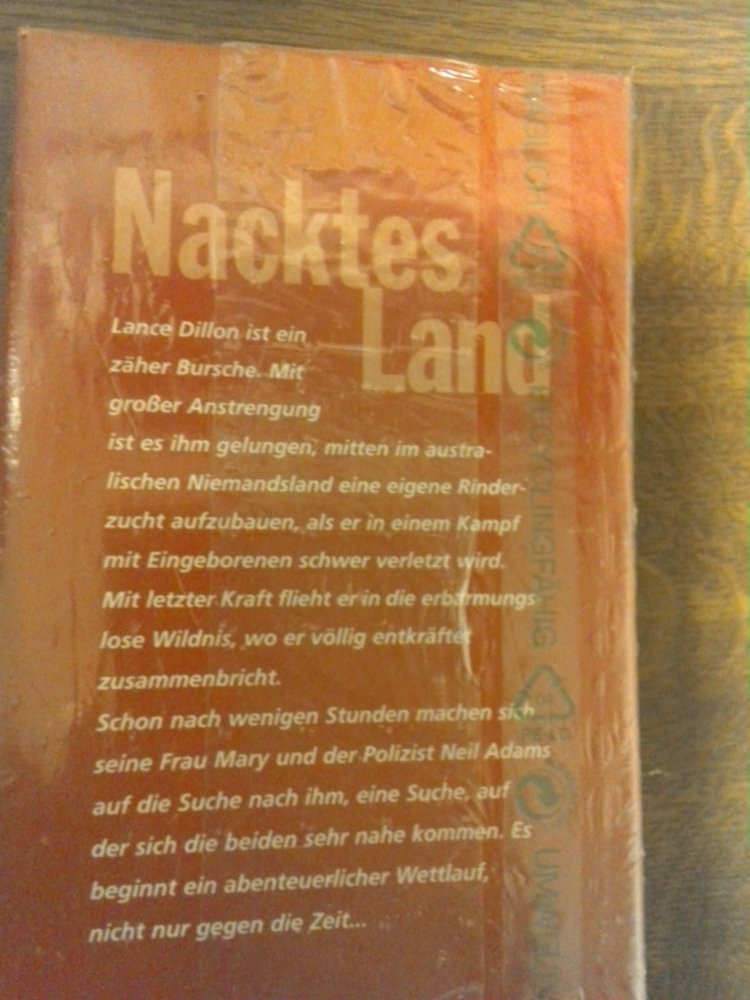 Nacktes
Land
Lance Dillon ist ein
zäher Bursche. Mit
großer Anstrengung
ist es ihm gelungen, mitten im austra-
lischen Niemandsland eine eigene Rinder-
zucht aufzubauen, als er in einem Kampf
mit Eingeborenen schwer verletzt wird.
Mit letzter Kraft flieht er in die erbarmungs-
lose Wildnis, wo er völlig entkräftet
zusammenbricht.
Schon nach wenigen Stunden machen sich
seine Frau Mary und der Polizist Neil Adams
auf die Suche nach ihm, eine Suche, auf
der sich die beiden sehr nahe kommen. Es
beginnt ein abenteuerlicher Wettlauf,
nicht nur gegen die Zeit...